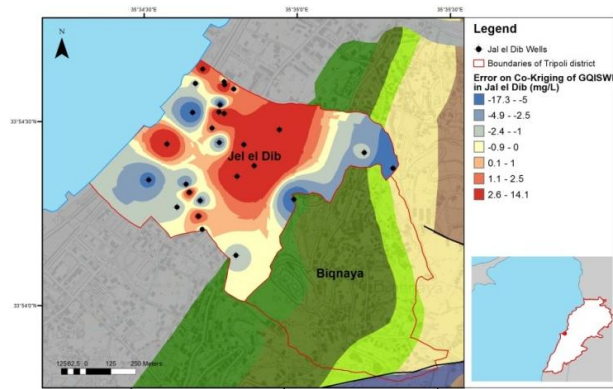 35°34'30"E
35°35'0"E
35°35'30"E
N
33°54'30"N
33°54'0"N
Jel el Dib
Biqnaya
125 62.5 0 125 250 Meters
Legend
Jal el Dib Wells
Boundaries of Tripoli district
Error on Co-Kriging of GQISWI
in Jal el Dib (mg/L)
-17.3 - -5
-4.9 - -2.5
-2.4 - -1
-0.9 - 0
0.1 - 1
1.1 - 2.5
2.6 - 14.1